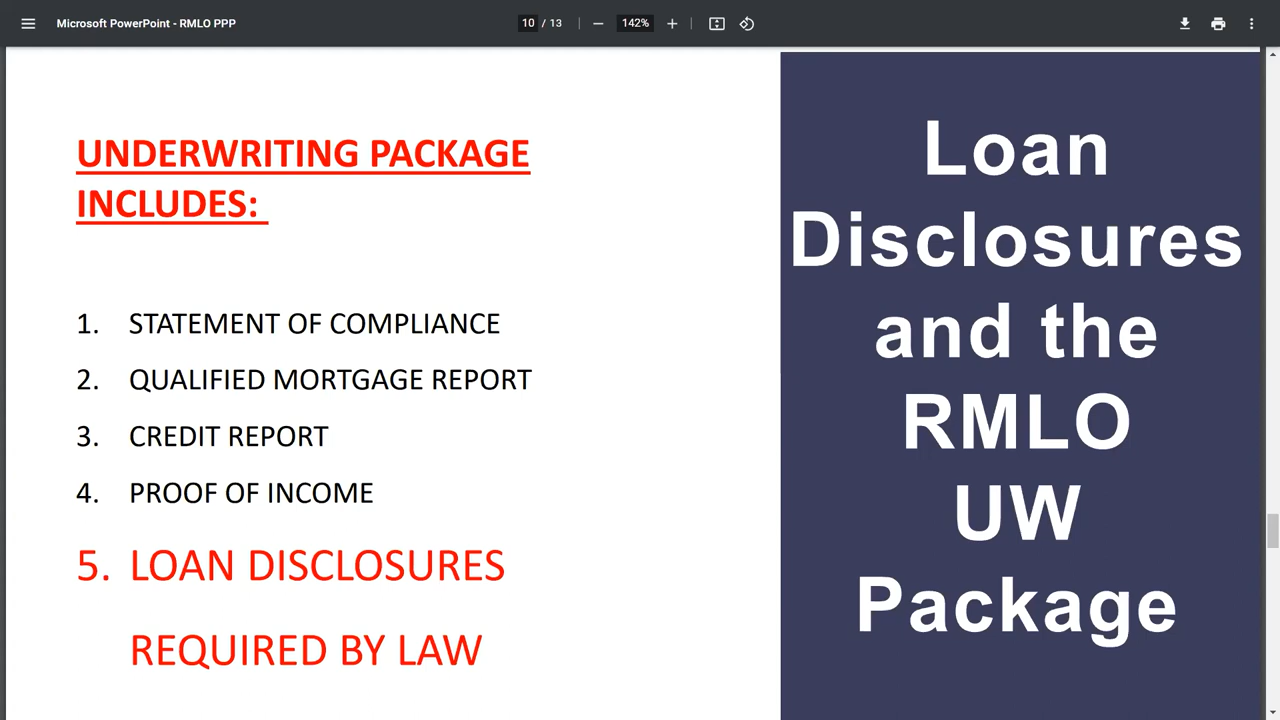 Microsoft PowerPoint - RMLO PPP
10 / 13
142%
UNDERWRITING PACKAGE
INCLUDES:
1. STATEMENT OF COMPLIANCE
2. QUALIFIED MORTGAGE REPORT
3. CREDIT REPORT
4. PROOF OF INCOME
5. LOAN DISCLOSURES
REQUIRED BY LAW
Loan
Disclosures
and the
RMLO
UW
Package